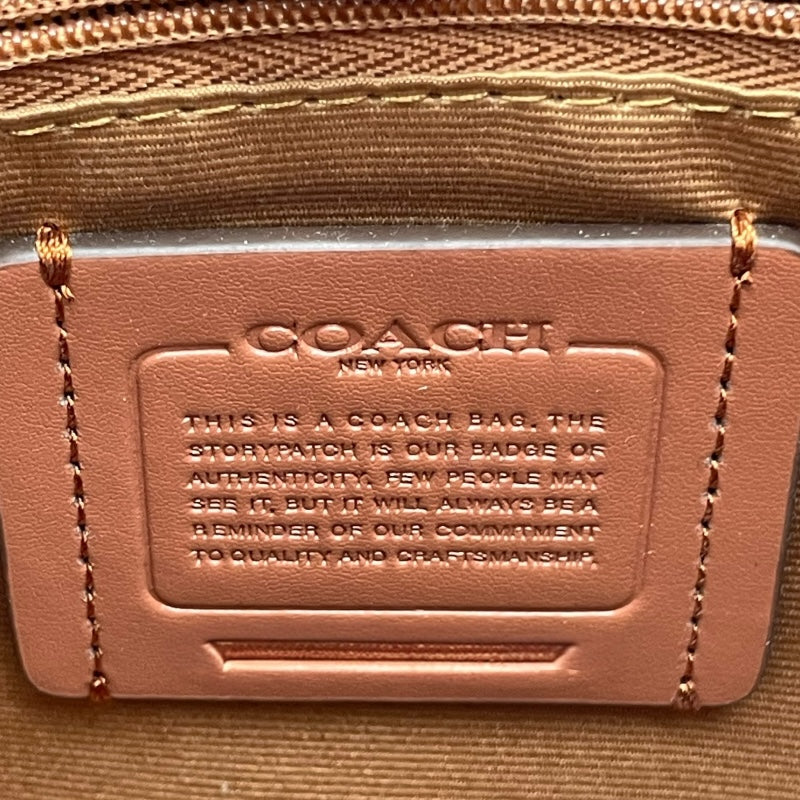 COACH
NEW YORK
THIS IS A COACH BAG. THE
STORYPATCH IS OUR BADGE OF
AUTHENTICITY. FEW PEOPLE MAY
SEE IT, BUT IT WILL ALWAYS BE A
REMINDER OF OUR COMMITMENT
TO QUALITY AND CRAFTSMANSHIP.